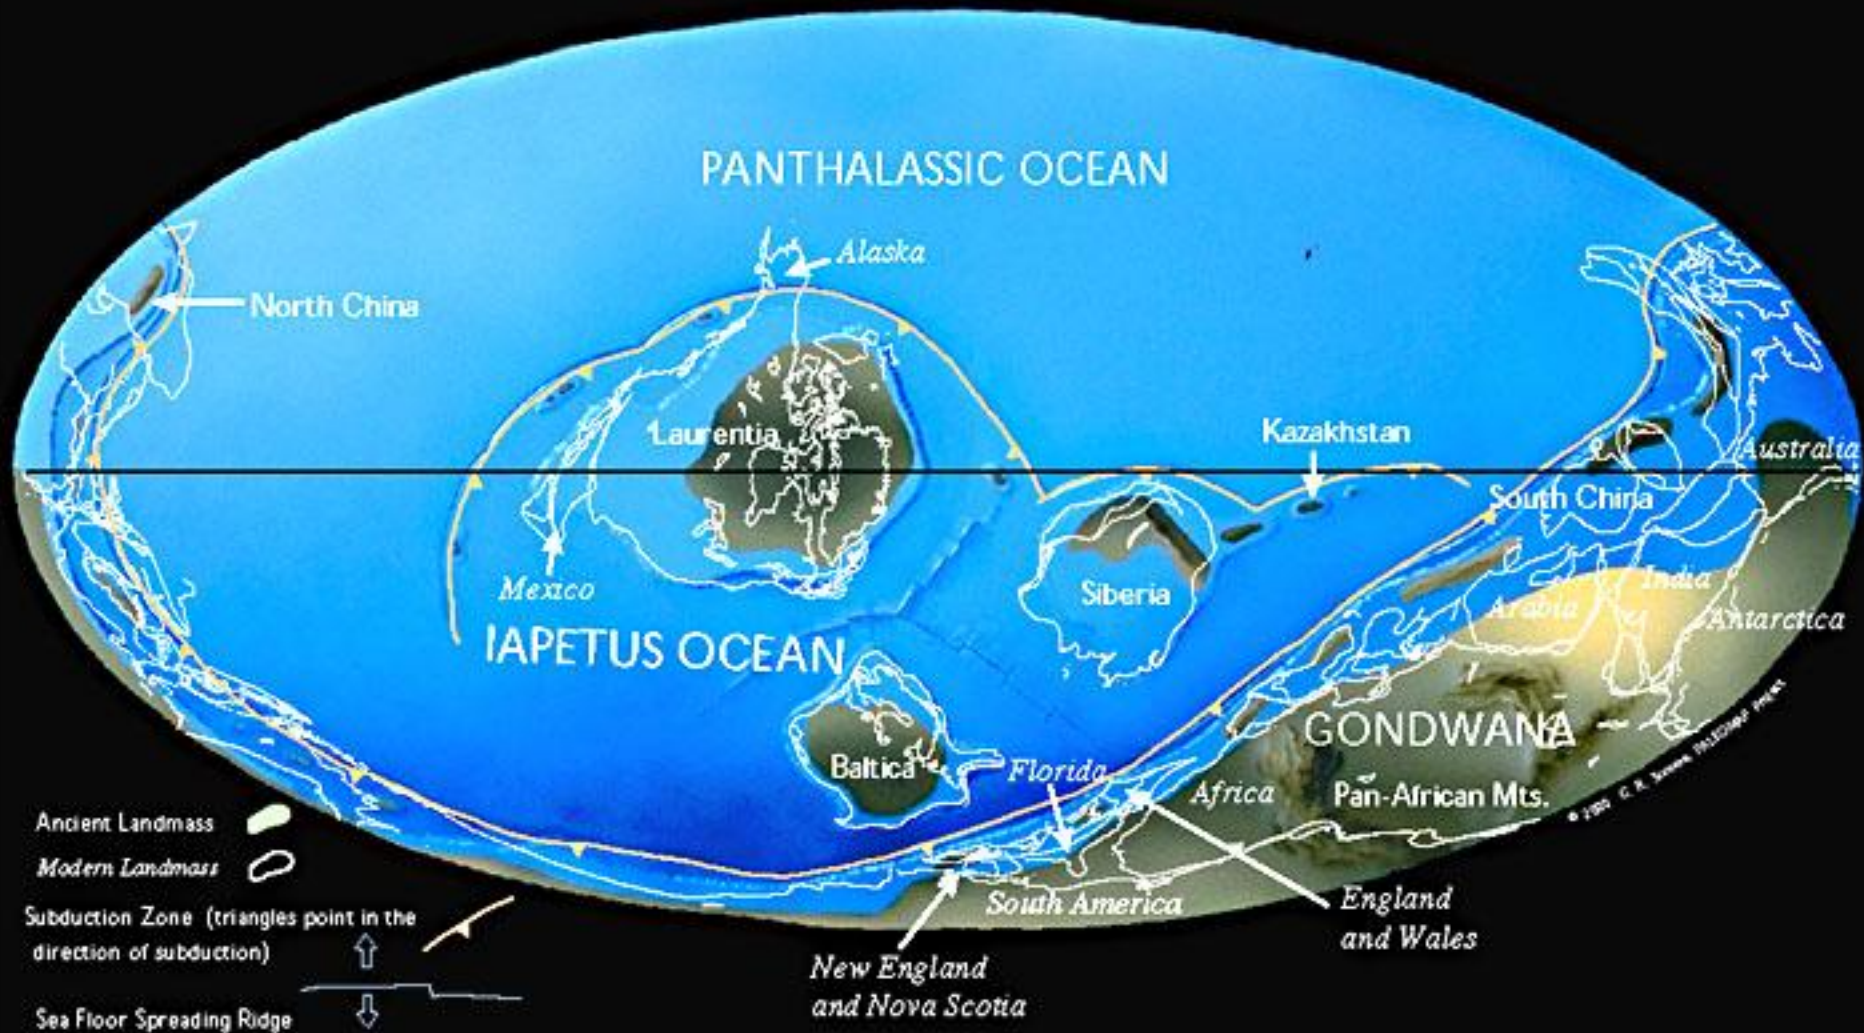 PANTHALASSIC OCEAN
Alaska
North China
Laurentia
Kazakhstan
Australia
South China
Mexico
Siberia
India
Arabia
Antarctica
IAPETUS OCEAN
GONDWANA
Baltica
Florida
Africa
Pan-African Mts.
South America
England
and Wales
New England
and Nova Scotia
Ancient Landmass
Modern Landmass
Subduction Zone (triangles point in the
direction of subduction)
Sea Floor Spreading Ridge
© 2000 C. R. PALEOMAP